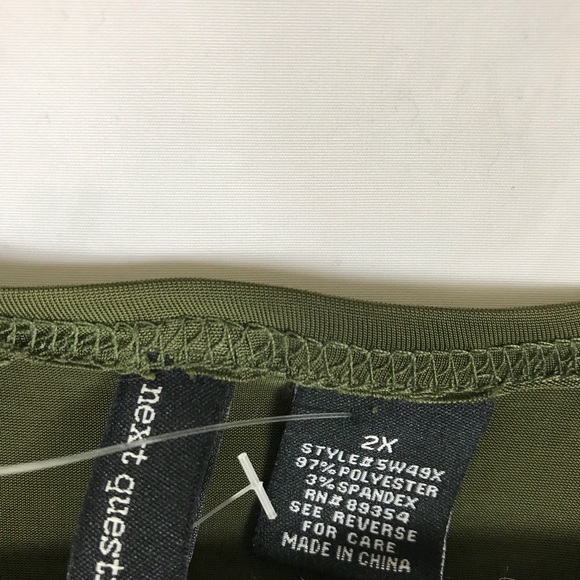 next quest
2X
STYLE# 5W49X
97% POLYESTER
3% SPANDEX
RN# 89354
SEE REVERSE
FOR CARE
MADE IN CHINA